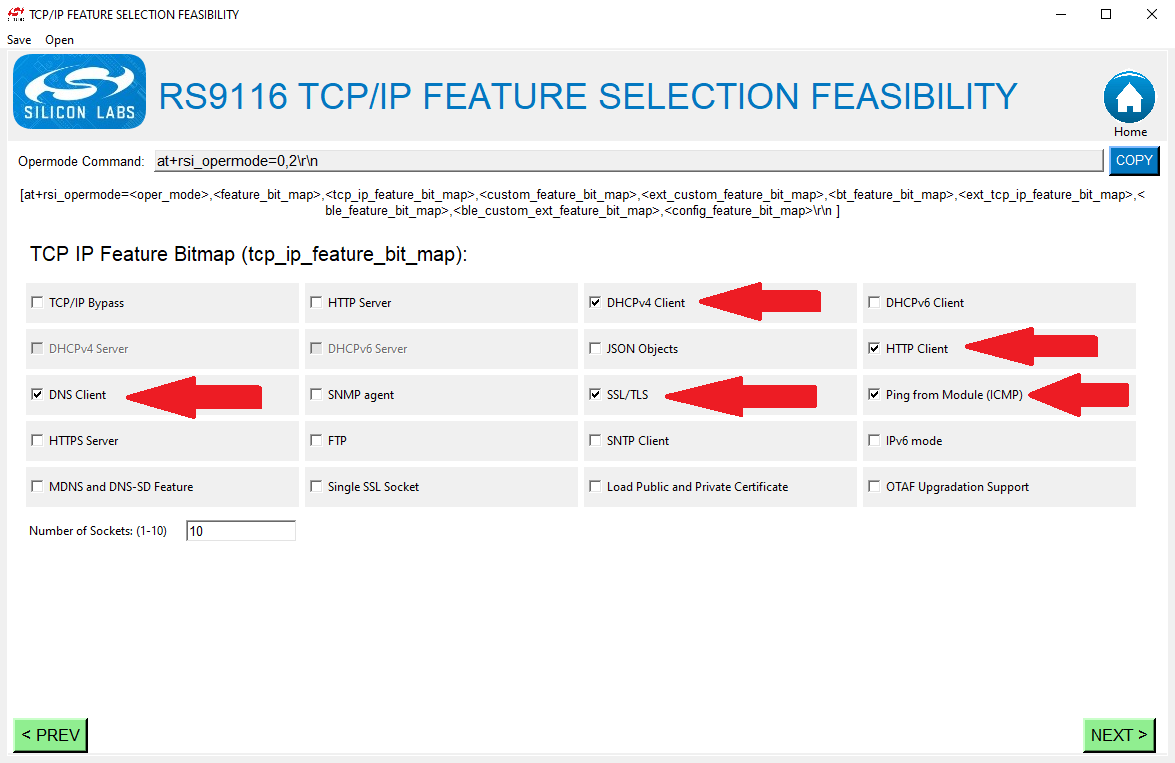 TCP/IP FEATURE SELECTION FEASIBILITY
Save Open
SILICON LABS
RS9116 TCP/IP FEATURE SELECTION FEASIBILITY
Home
Opermode Command: at+rsi_opermode=0,2\r\n COPY
[at+rsi_opermode=<oper_mode>,<feature_bit_map>,<tcp_ip_feature_bit_map>,<custom_feature_bit_map>,<ext_custom_feature_bit_map>,<bt_feature_bit_map>,<ext_tcp_ip_feature_bit_map>,<
ble_feature_bit_map>,<ble_custom_ext_feature_bit_map>,<config_feature_bit_map>\r\n ]
TCP IP Feature Bitmap (tcp_ip_feature_bit_map):
TCP/IP Bypass HTTP Server DHCPv4 Client DHCPv6 Client
DHCPv4 Server DHCPv6 Server JSON Objects HTTP Client
DNS Client SNMP agent SSL/TLS Ping from Module (ICMP)
HTTPS Server FTP SNTP Client IPv6 mode
MDNS and DNS-SD Feature Single SSL Socket Load Public and Private Certificate OTAF Upgradation Support
Number of Sockets: (1-10) 10
< PREV NEXT >